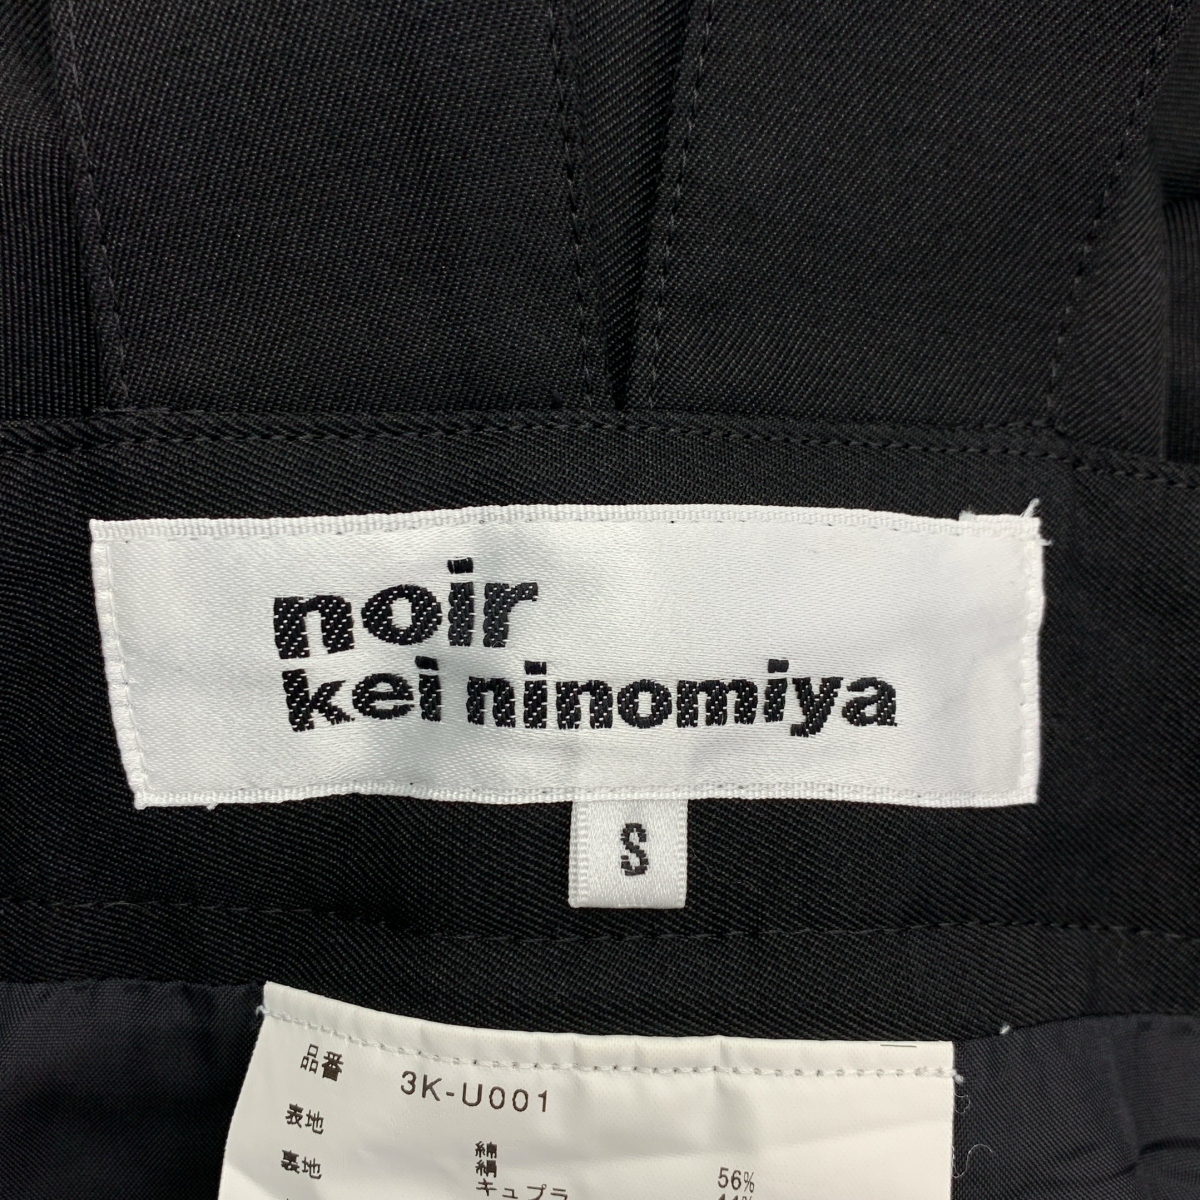 noir
kei ninomiya
S
品番 3K-U001
表地
綿 56%
裏地 絹
キュプラ